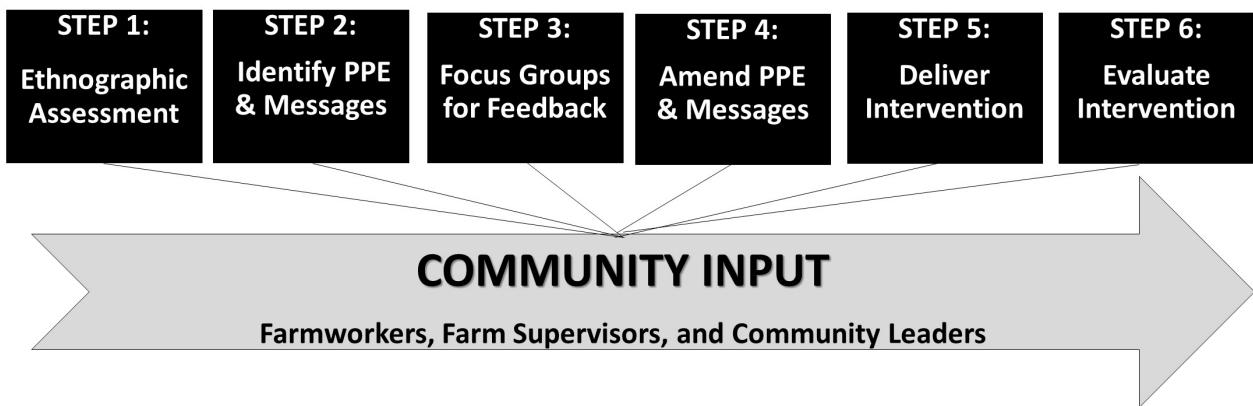 STEP 1:
Ethnographic
Assessment
STEP 2:
Identify PPE
& Messages
STEP 3:
Focus Groups
for Feedback
STEP 4:
Amend PPE
& Messages
STEP 5:
Deliver
Intervention
STEP 6:
Evaluate
Intervention
COMMUNITY INPUT
Farmworkers, Farm Supervisors, and Community Leaders